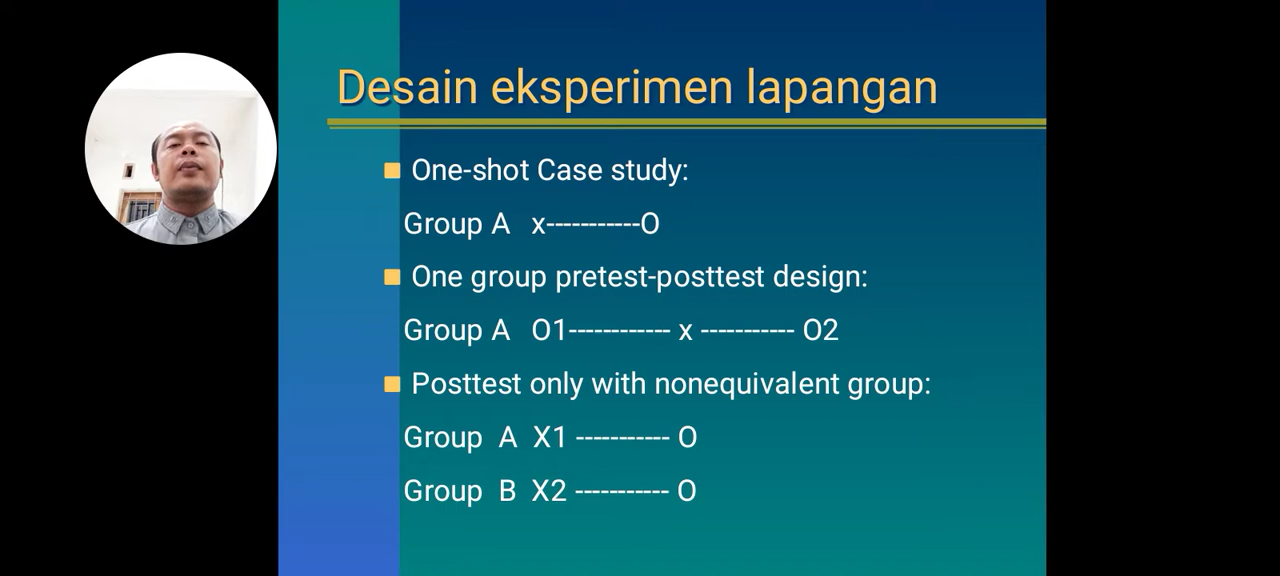 Desain eksperimen lapangan
One-shot Case study:
Group A x-----------O
One group pretest-posttest design:
Group A O1------------ x ----------- O2
Posttest only with nonequivalent group:
Group A X1 ----------- O
Group B X2 ----------- O